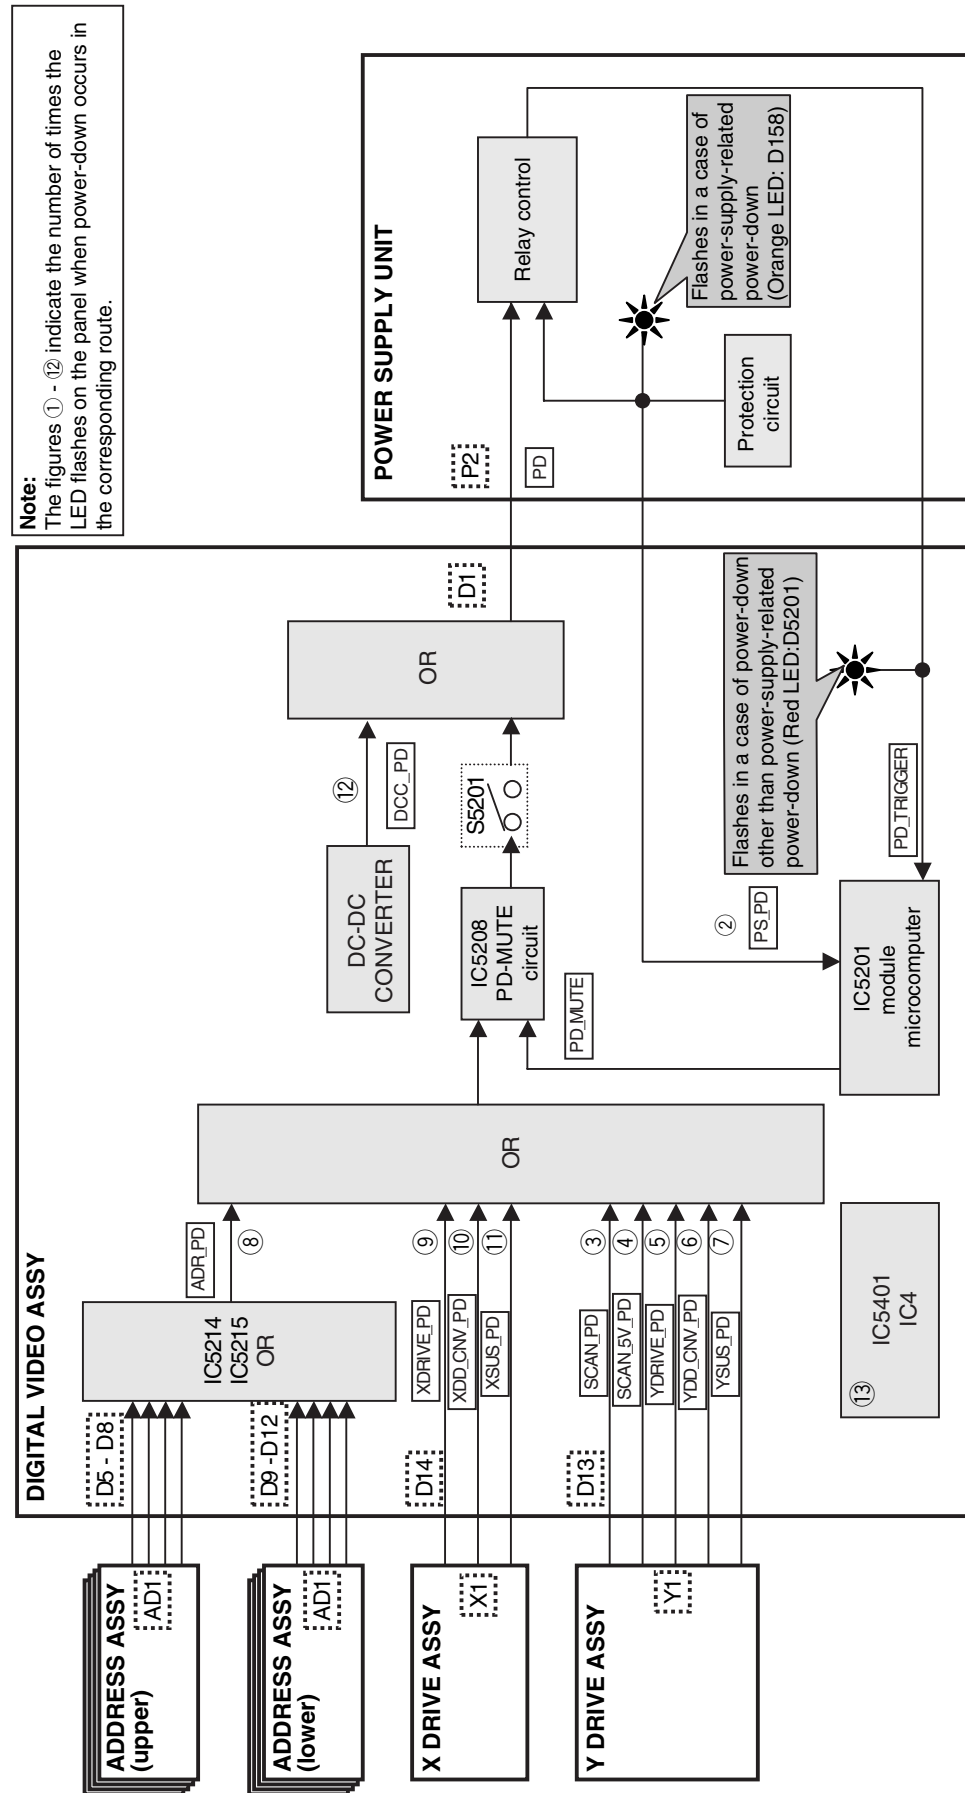 Note:
The figures ① - ⑫ indicate the number of times the
LED flashes on the panel when power-down occurs in
the corresponding route.
DIGITAL VIDEO ASSY
POWER SUPPLY UNIT
ADDRESS ASSY
(upper)
AD1
D5 - D8
ADDRESS ASSY
(lower)
AD1
D9 -D12
IC5214
IC5215
OR
ADR_PD
⑧
X DRIVE ASSY
X1
D14
XDRIVE_PD
⑨
XDD_CNV_PD
⑩
XSUS_PD
⑪
Y DRIVE ASSY
Y1
D13
SCAN_PD
③
SCAN_5V_PD
④
YDRIVE_PD
⑤
YDD_CNV_PD
⑥
YSUS_PD
⑦
OR
DC-DC
CONVERTER
⑫
DCC_PD
IC5208
PD-MUTE
circuit
PD_MUTE
S5201
OR
D1
P2
PD
Relay control
Flashes in a case of
power-supply-related
power-down
(Orange LED: D158)
Protection
circuit
Flashes in a case of power-down
other than power-supply-related
power-down (Red LED:D5201)
②
PS_PD
PD_TRIGGER
IC5201
module
microcomputer
⑬
IC5401
IC4